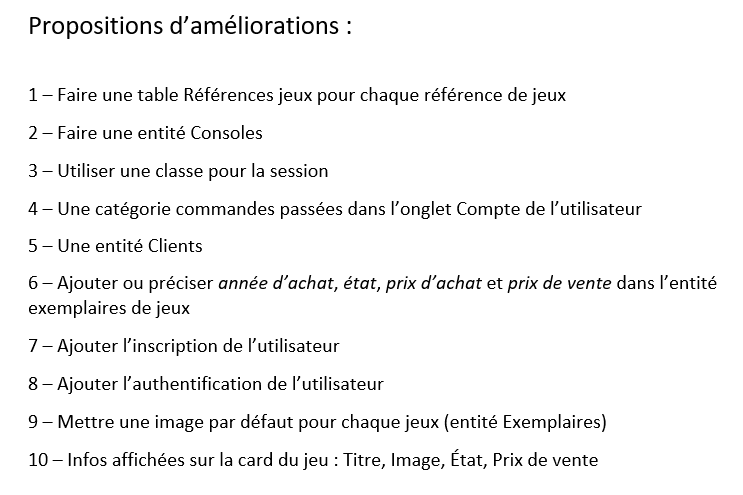 Propositions d’améliorations :
1 – Faire une table Références jeux pour chaque référence de jeux
2 – Faire une entité Consoles
3 – Utiliser une classe pour la session
4 – Une catégorie commandes passées dans l’onglet Compte de l’utilisateur
5 – Une entité Clients
6 – Ajouter ou préciser année d’achat, état, prix d’achat et prix de vente dans l’entité
exemplaires de jeux
7 – Ajouter l’inscription de l’utilisateur
8 – Ajouter l’authentification de l’utilisateur
9 – Mettre une image par défaut pour chaque jeux (entité Exemplaires)
10 – Infos affichées sur la card du jeu : Titre, Image, État, Prix de vente